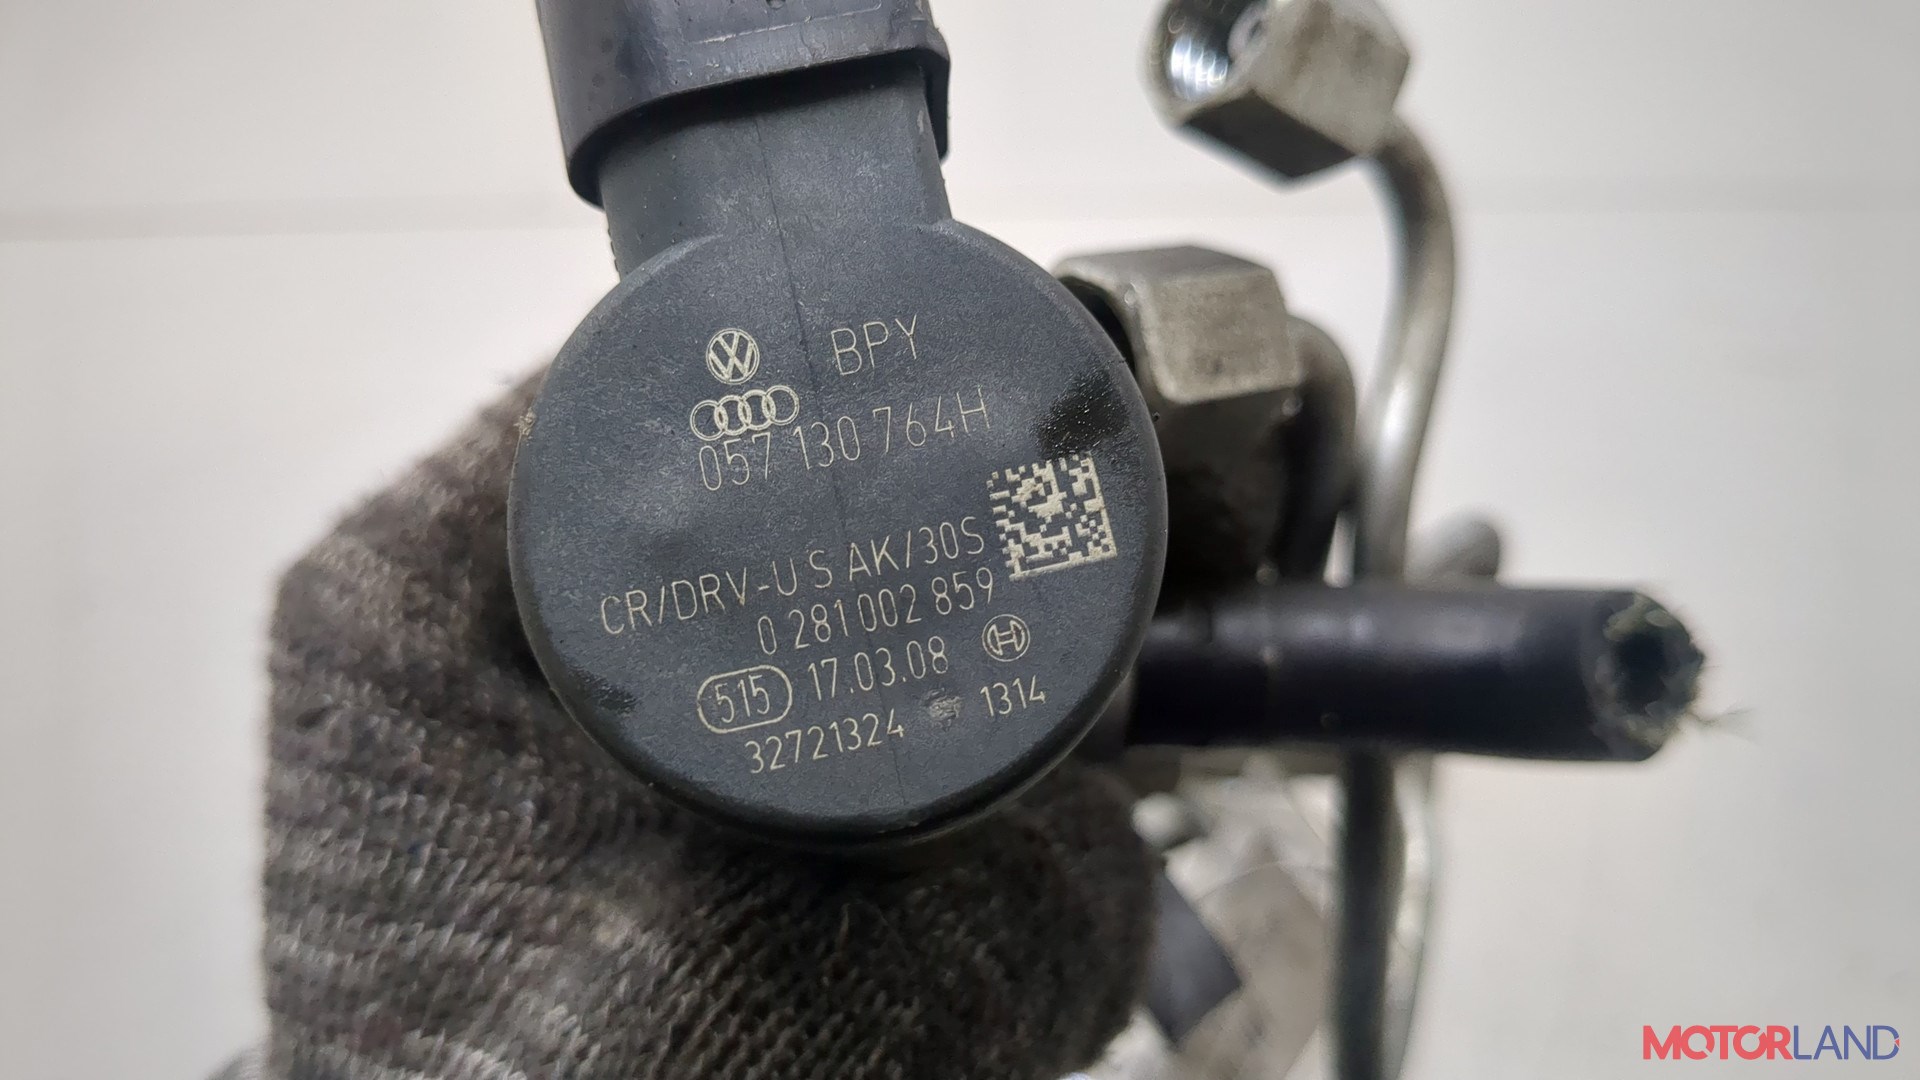 BPY
057 130 764H
CR/DRV-U S AK/30S
0 281 002 859
515 17.03.08
32721324 1314
MOTORLAND